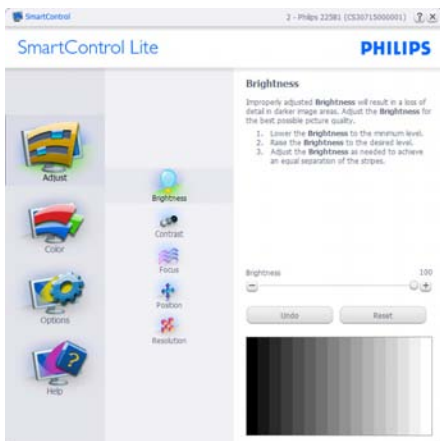 SmartControl
2 - Philips 225B1 (CS30715000001)
SmartControl Lite
PHILIPS
Adjust
Color
Options
Help
Brightness
Contrast
Focus
Position
Resolution
Brightness
Improperly adjusted Brightness will result in a loss of
detail in darker image areas. Adjust the Brightness for
the best possible picture quality.
1. Lower the Brightness to the minimum level.
2. Raise the Brightness to the desired level.
3. Adjust the Brightness as needed to achieve
an equal separation of the stripes.
Brightness 100
Undo Reset